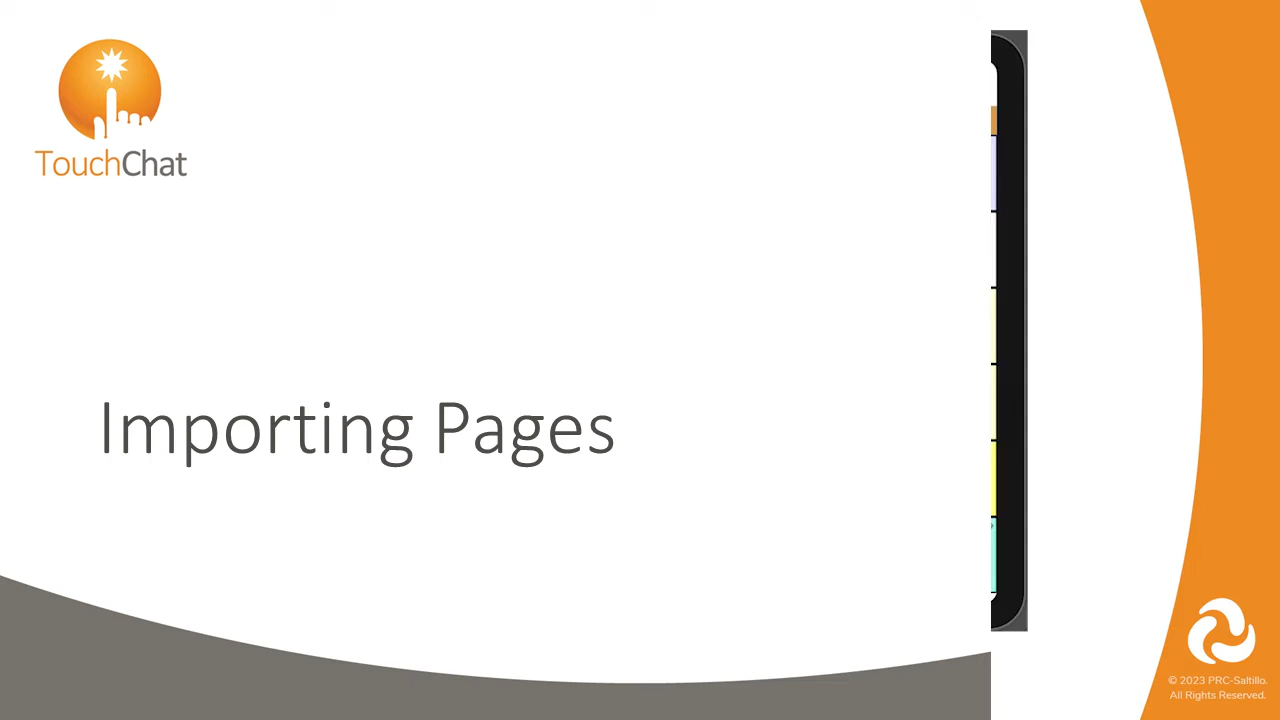 TouchChat
Importing Pages
© 2023 PRC-Saltillo.
All Rights Reserved.